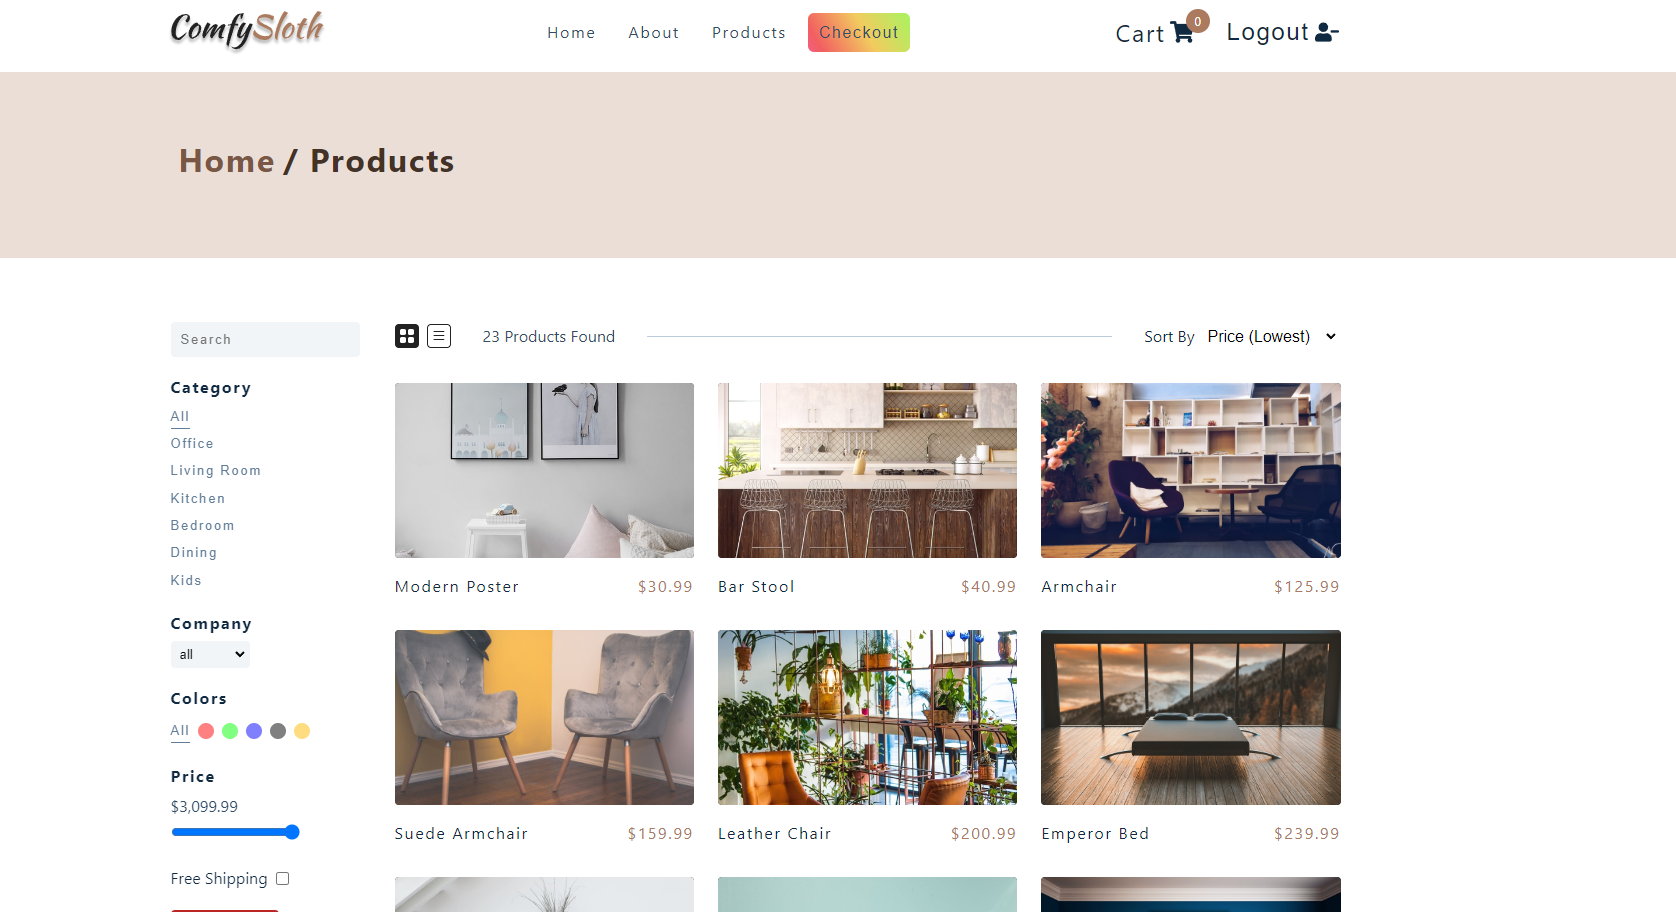 ComfySloth
Home About Products Checkout
Cart 0 Logout
Home / Products
Search
23 Products Found
Sort By Price (Lowest)
Category
All
Office
Living Room
Kitchen
Bedroom
Dining
Kids
Company
all
Colors
All
Price
$3,099.99
Free Shipping
Modern Poster $30.99
Bar Stool $40.99
Armchair $125.99
Suede Armchair $159.99
Leather Chair $200.99
Emperor Bed $239.99